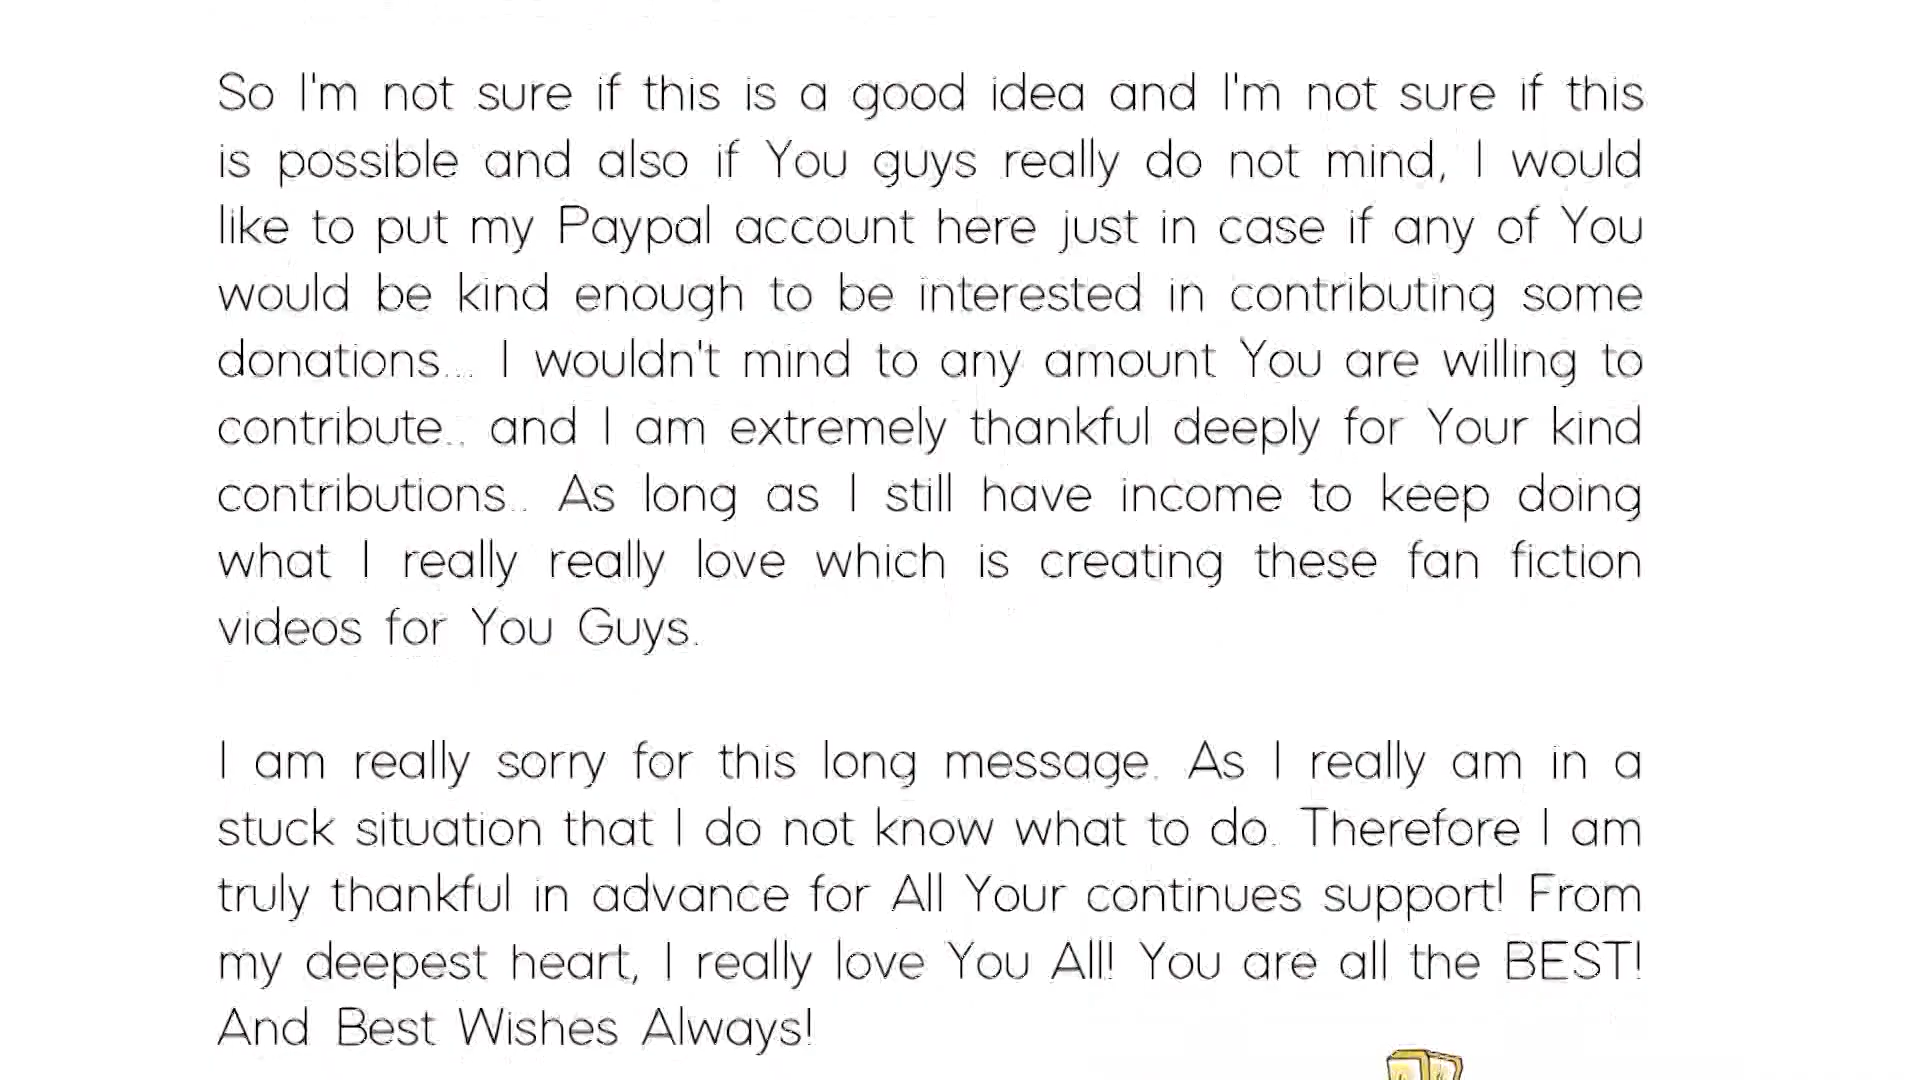 So I'm not sure if this is a good idea and I'm not sure if this
is possible and also if You guys really do not mind, I would
like to put my Paypal account here just in case if any of You
would be kind enough to be interested in contributing some
donations... I wouldn't mind to any amount You are willing to
contribute.. and I am extremely thankful deeply for Your kind
contributions.. As long as I still have income to keep doing
what I really really love which is creating these fan fiction
videos for You Guys.
I am really sorry for this long message. As I really am in a
stuck situation that I do not know what to do. Therefore I am
truly thankful in advance for All Your continues support! From
my deepest heart, I really love You All! You are all the BEST!
And Best Wishes Always!